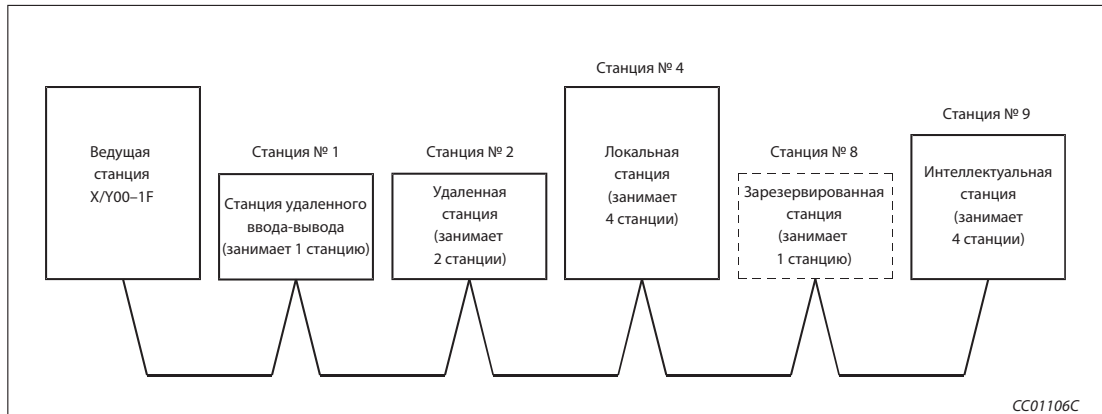 Ведущая
станция
X/Y00–1F
Станция № 1
Станция удаленного
ввода-вывода
(занимает 1 станцию)
Станция № 2
Удаленная
станция
(занимает
2 станции)
Станция № 4
Локальная
станция
(занимает
4 станции)
Станция № 8
Зарезервированная
станция
(занимает
1 станцию)
Станция № 9
Интеллектуальная
станция
(занимает
4 станции)
CC01106C